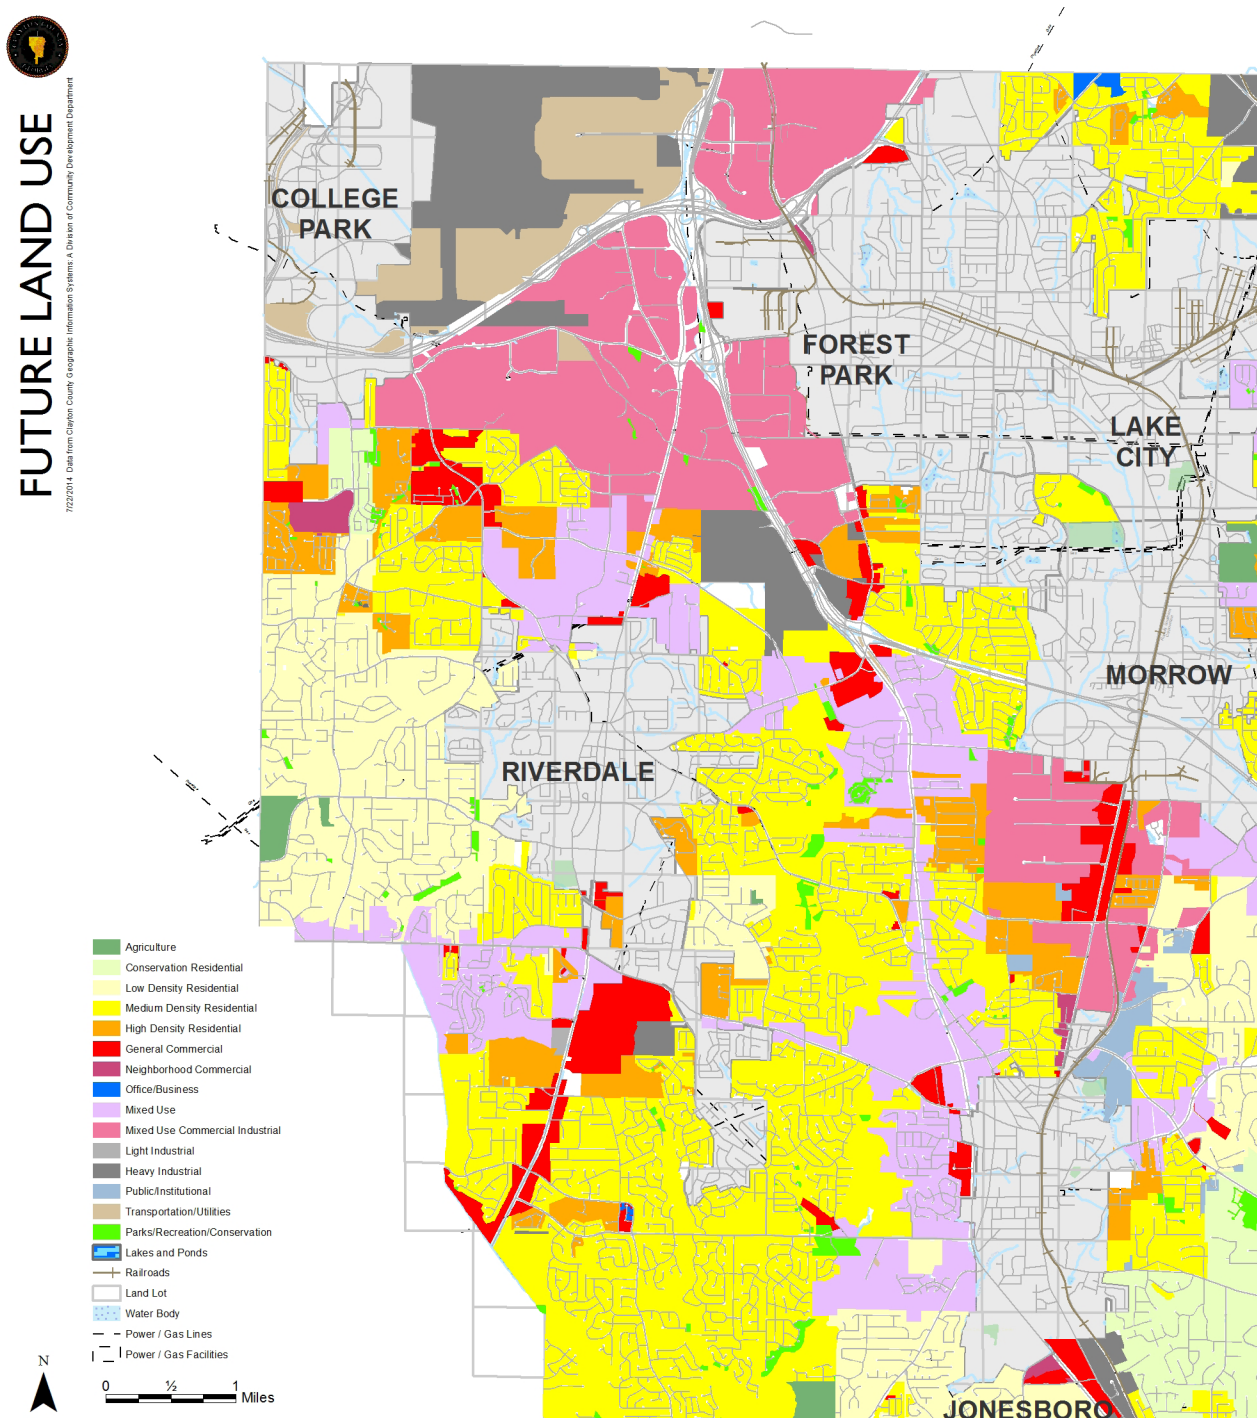 FUTURE LAND USE
7/22/2014 Data from Clayton County Geographic Information Systems: A Division of Community Development Department
COLLEGE
PARK
FOREST
PARK
LAKE
CITY
MORROW
RIVERDALE
JONESBORO
Agriculture
Conservation Residential
Low Density Residential
Medium Density Residential
High Density Residential
General Commercial
Neighborhood Commercial
Office/Business
Mixed Use
Mixed Use Commercial Industrial
Light Industrial
Heavy Industrial
Public/Institutional
Transportation/Utilities
Parks/Recreation/Conservation
Lakes and Ponds
Railroads
Land Lot
Water Body
Power / Gas Lines
Power / Gas Facilities
N
0 ½ 1
Miles